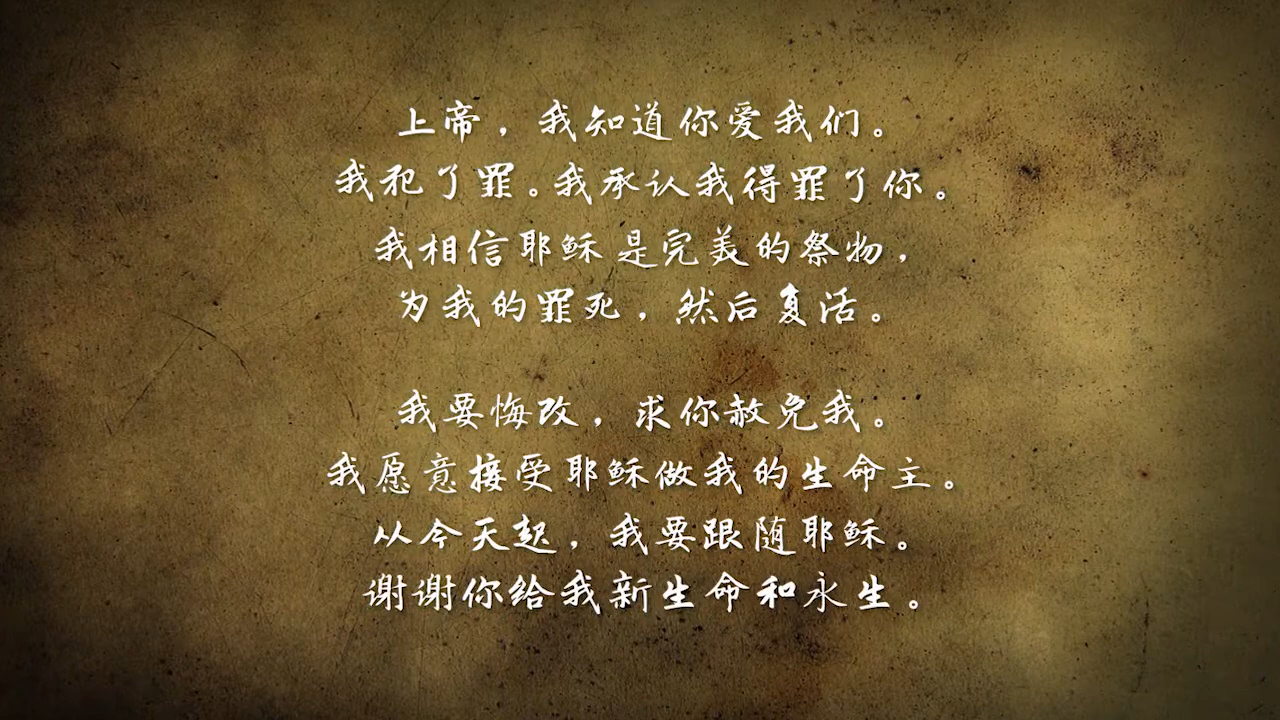 上帝，我知道你爱我们。
我犯了罪。我承认我得罪了你。
我相信耶稣是完美的祭物，
为我的罪死，然后复活。
我要悔改，求你赦免我。
我愿意接受耶稣做我的生命主。
从今天起，我要跟随耶稣。
谢谢你给我新生命和永生。